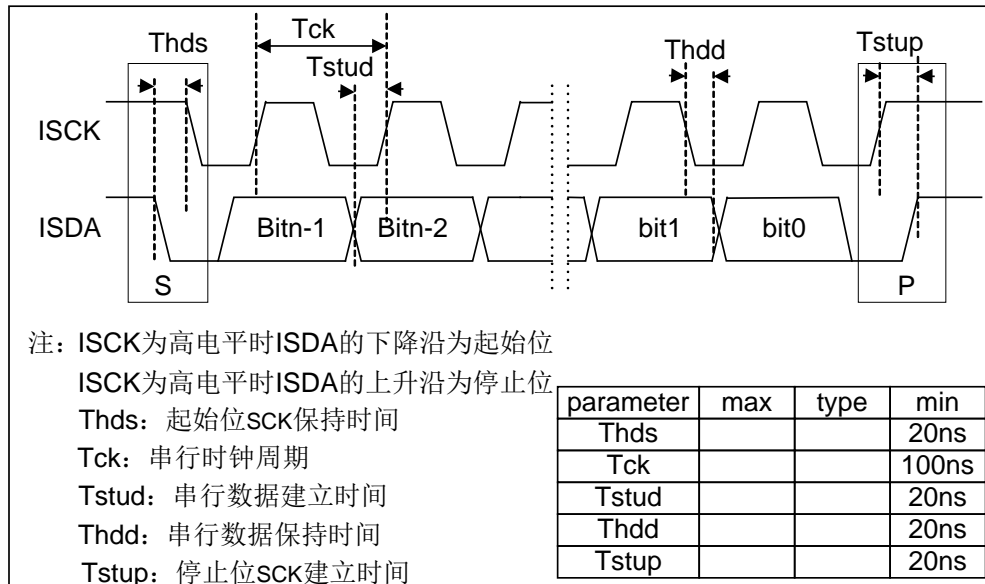 Tck
Thds
Thdd
Tstup
Tstud
ISCK
ISDA
Bitn-1
Bitn-2
bit1
bit0
S
P
注：ISCK为高电平时ISDA的下降沿为起始位
ISCK为高电平时ISDA的上升沿为停止位
Thds：起始位SCK保持时间
Tck：串行时钟周期
Tstud：串行数据建立时间
Thdd：串行数据保持时间
Tstup：停止位SCK建立时间
parameter max type min
Thds 20ns
Tck 100ns
Tstud 20ns
Thdd 20ns
Tstup 20ns